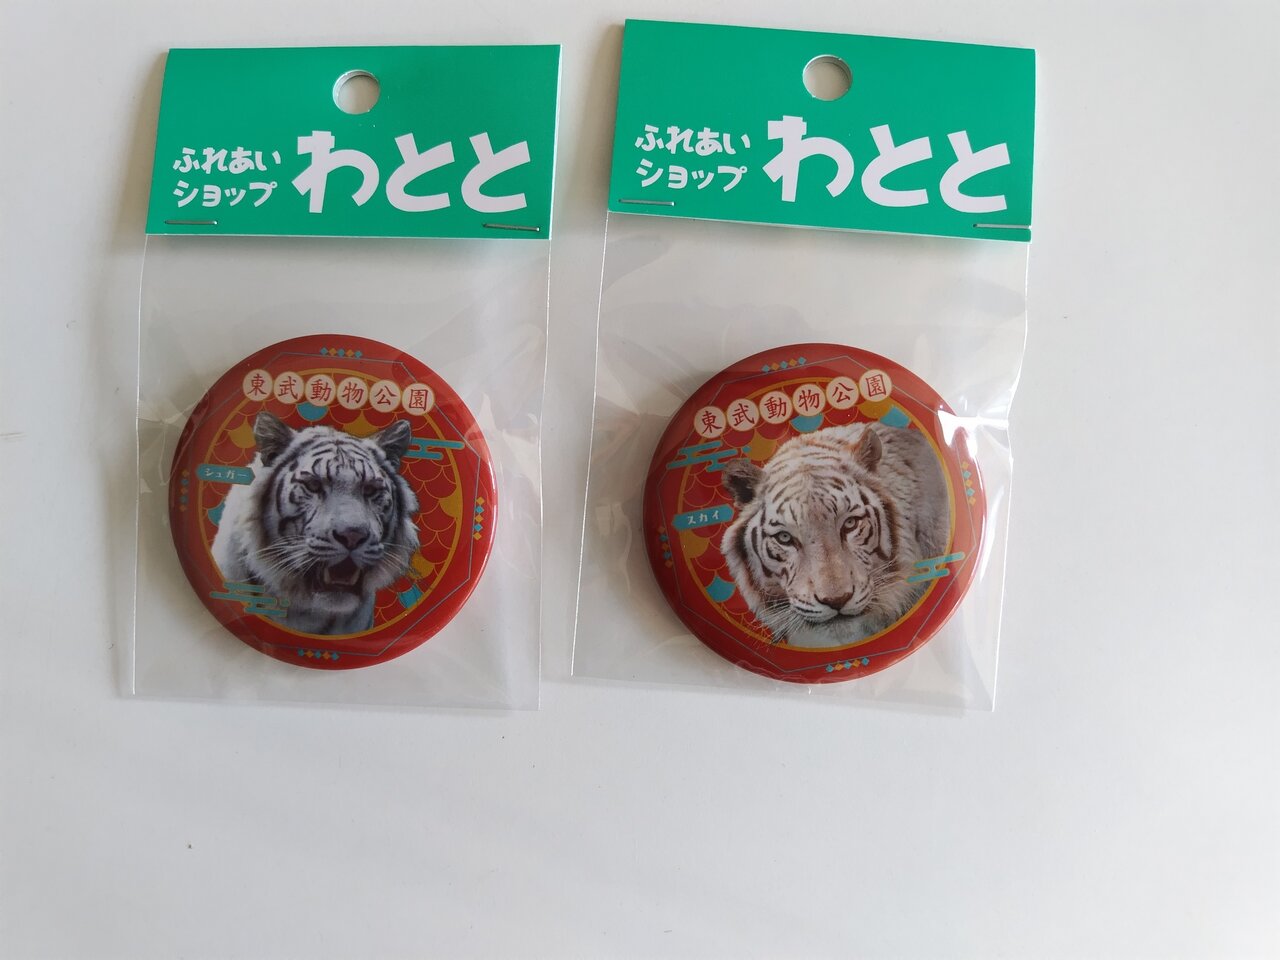 ふれあい
ショップ
わとと
東武動物公園
シュガー
ふれあい
ショップ
わとと
東武動物公園
スカイ